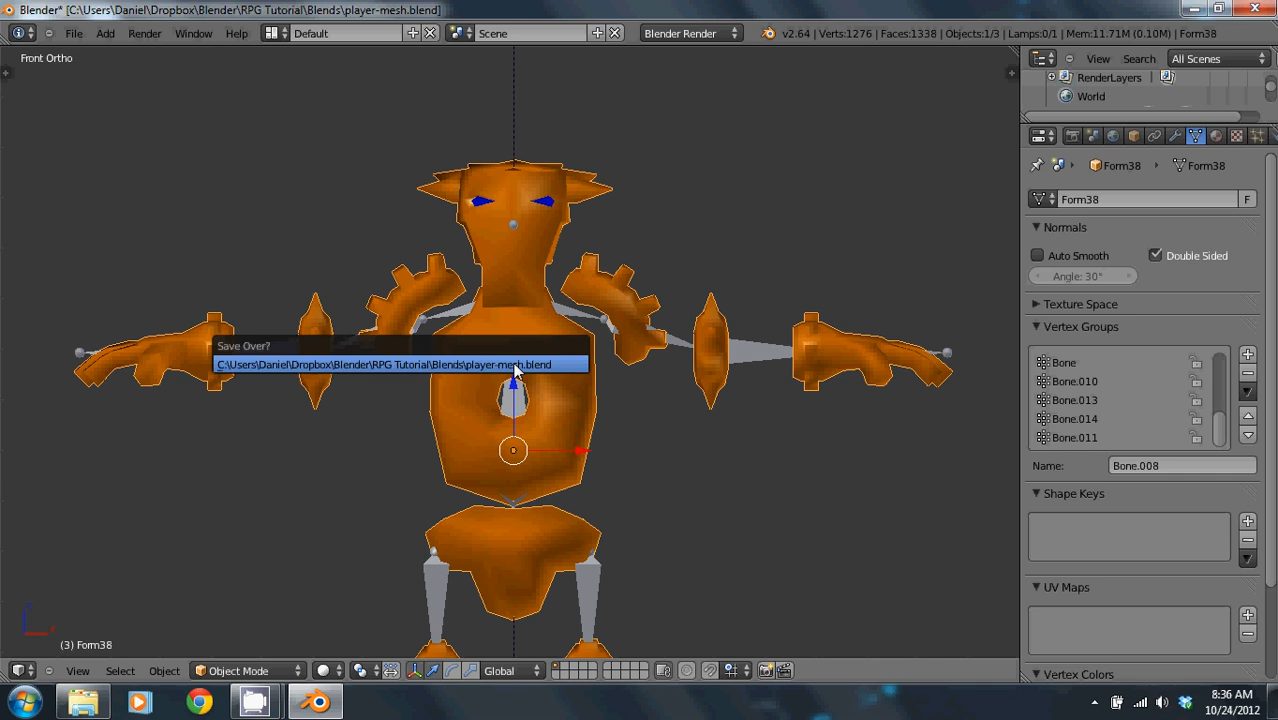 Blender* [C:\Users\Daniel\Dropbox\Blender\RPG Tutorial\Blends\player-mesh.blend]
File Add Render Window Help Default Scene Blender Render v2.64 | Verts:1276 | Faces:1338 | Objects:1/3 | Lamps:0/1 | Mem:11.71M (0.10M) | Form38
Front Ortho
View Search All Scenes
RenderLayers
World
Form38 Form38
Form38 F
Normals
Auto Smooth Double Sided
Angle: 30°
Texture Space
Vertex Groups
Save Over?
C:\Users\Daniel\Dropbox\Blender\RPG Tutorial\Blends\player-mesh.blend
Bone
Bone.010
Bone.013
Bone.014
Bone.011
Name: Bone.008
Shape Keys
UV Maps
(3) Form38
View Select Object Object Mode Global
Vertex Colors
8:36 AM
10/24/2012